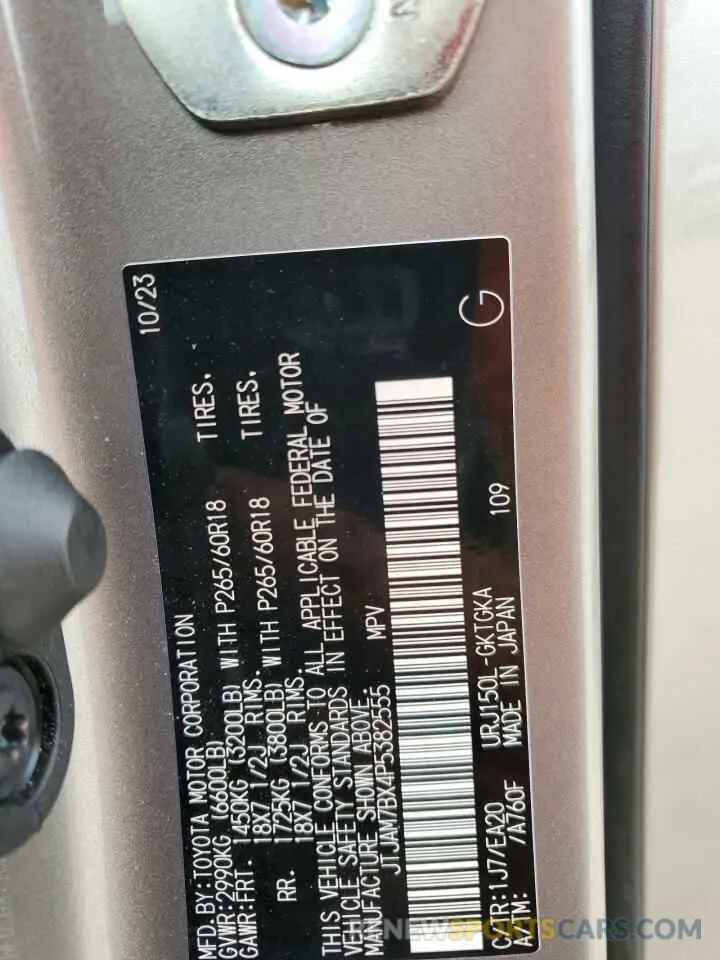 MFD.BY:TOYOTA MOTOR CORPORATION 10/23
GVWR:2990KG (6600LB)
GAWR:FRT. 1450KG (3200LB) WITH P265/60R18 TIRES,
18X7 1/2J RIMS.
RR. 1725KG (3800LB) WITH P265/60R18 TIRES,
18X7 1/2J RIMS.
THIS VEHICLE CONFORMS TO ALL APPLICABLE FEDERAL MOTOR
VEHICLE SAFETY STANDARDS IN EFFECT ON THE DATE OF
MANUFACTURE SHOWN ABOVE.
JTJAM7BX4P5382555 MPV
C/TR:1J7/EA20 URJ150L-GKTGKA 109 G
A/TM: /A760F MADE IN JAPAN
RENEWSPORTSCARS.COM